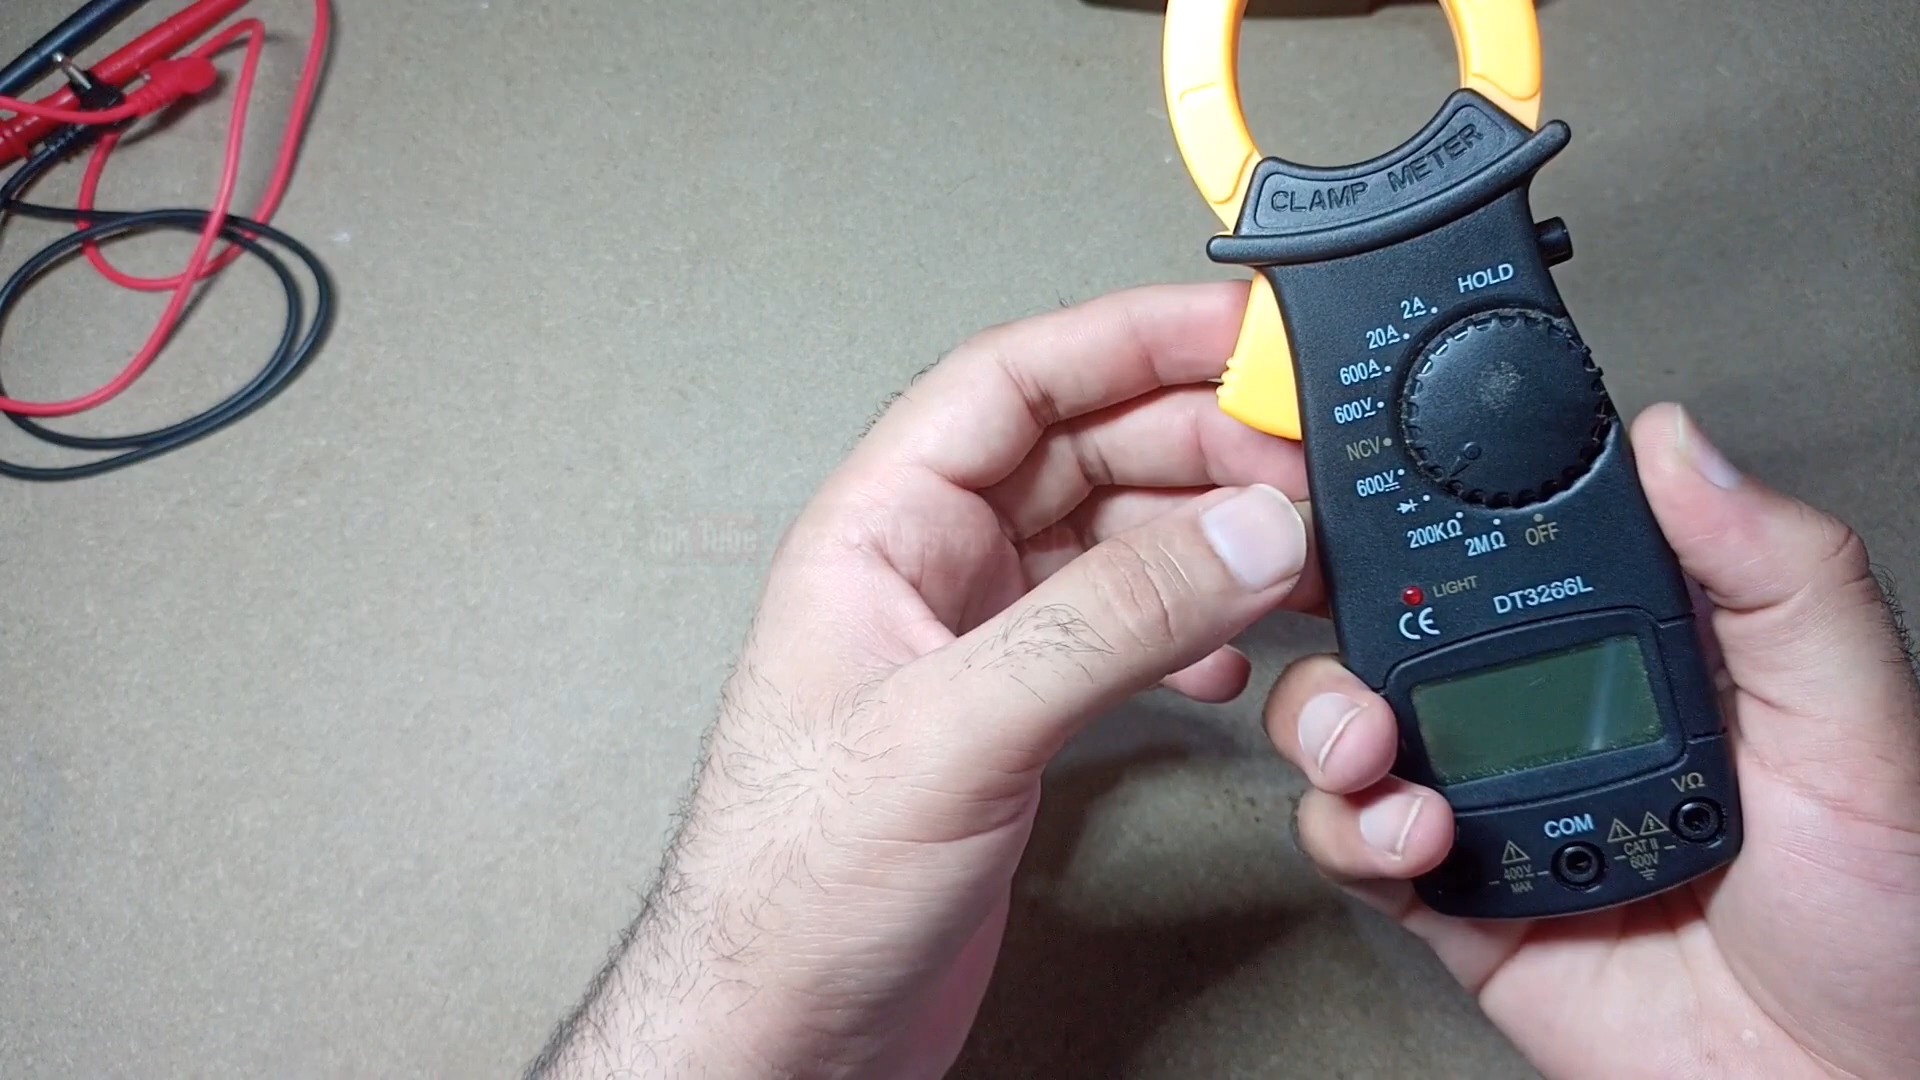 CLAMP METER
HOLD
2A
20A
600A
600V
NCV
600V
200KΩ
2MΩ
OFF
LIGHT
DT3266L
CE
VΩ
COM
CAT II
600V
400V
MAX